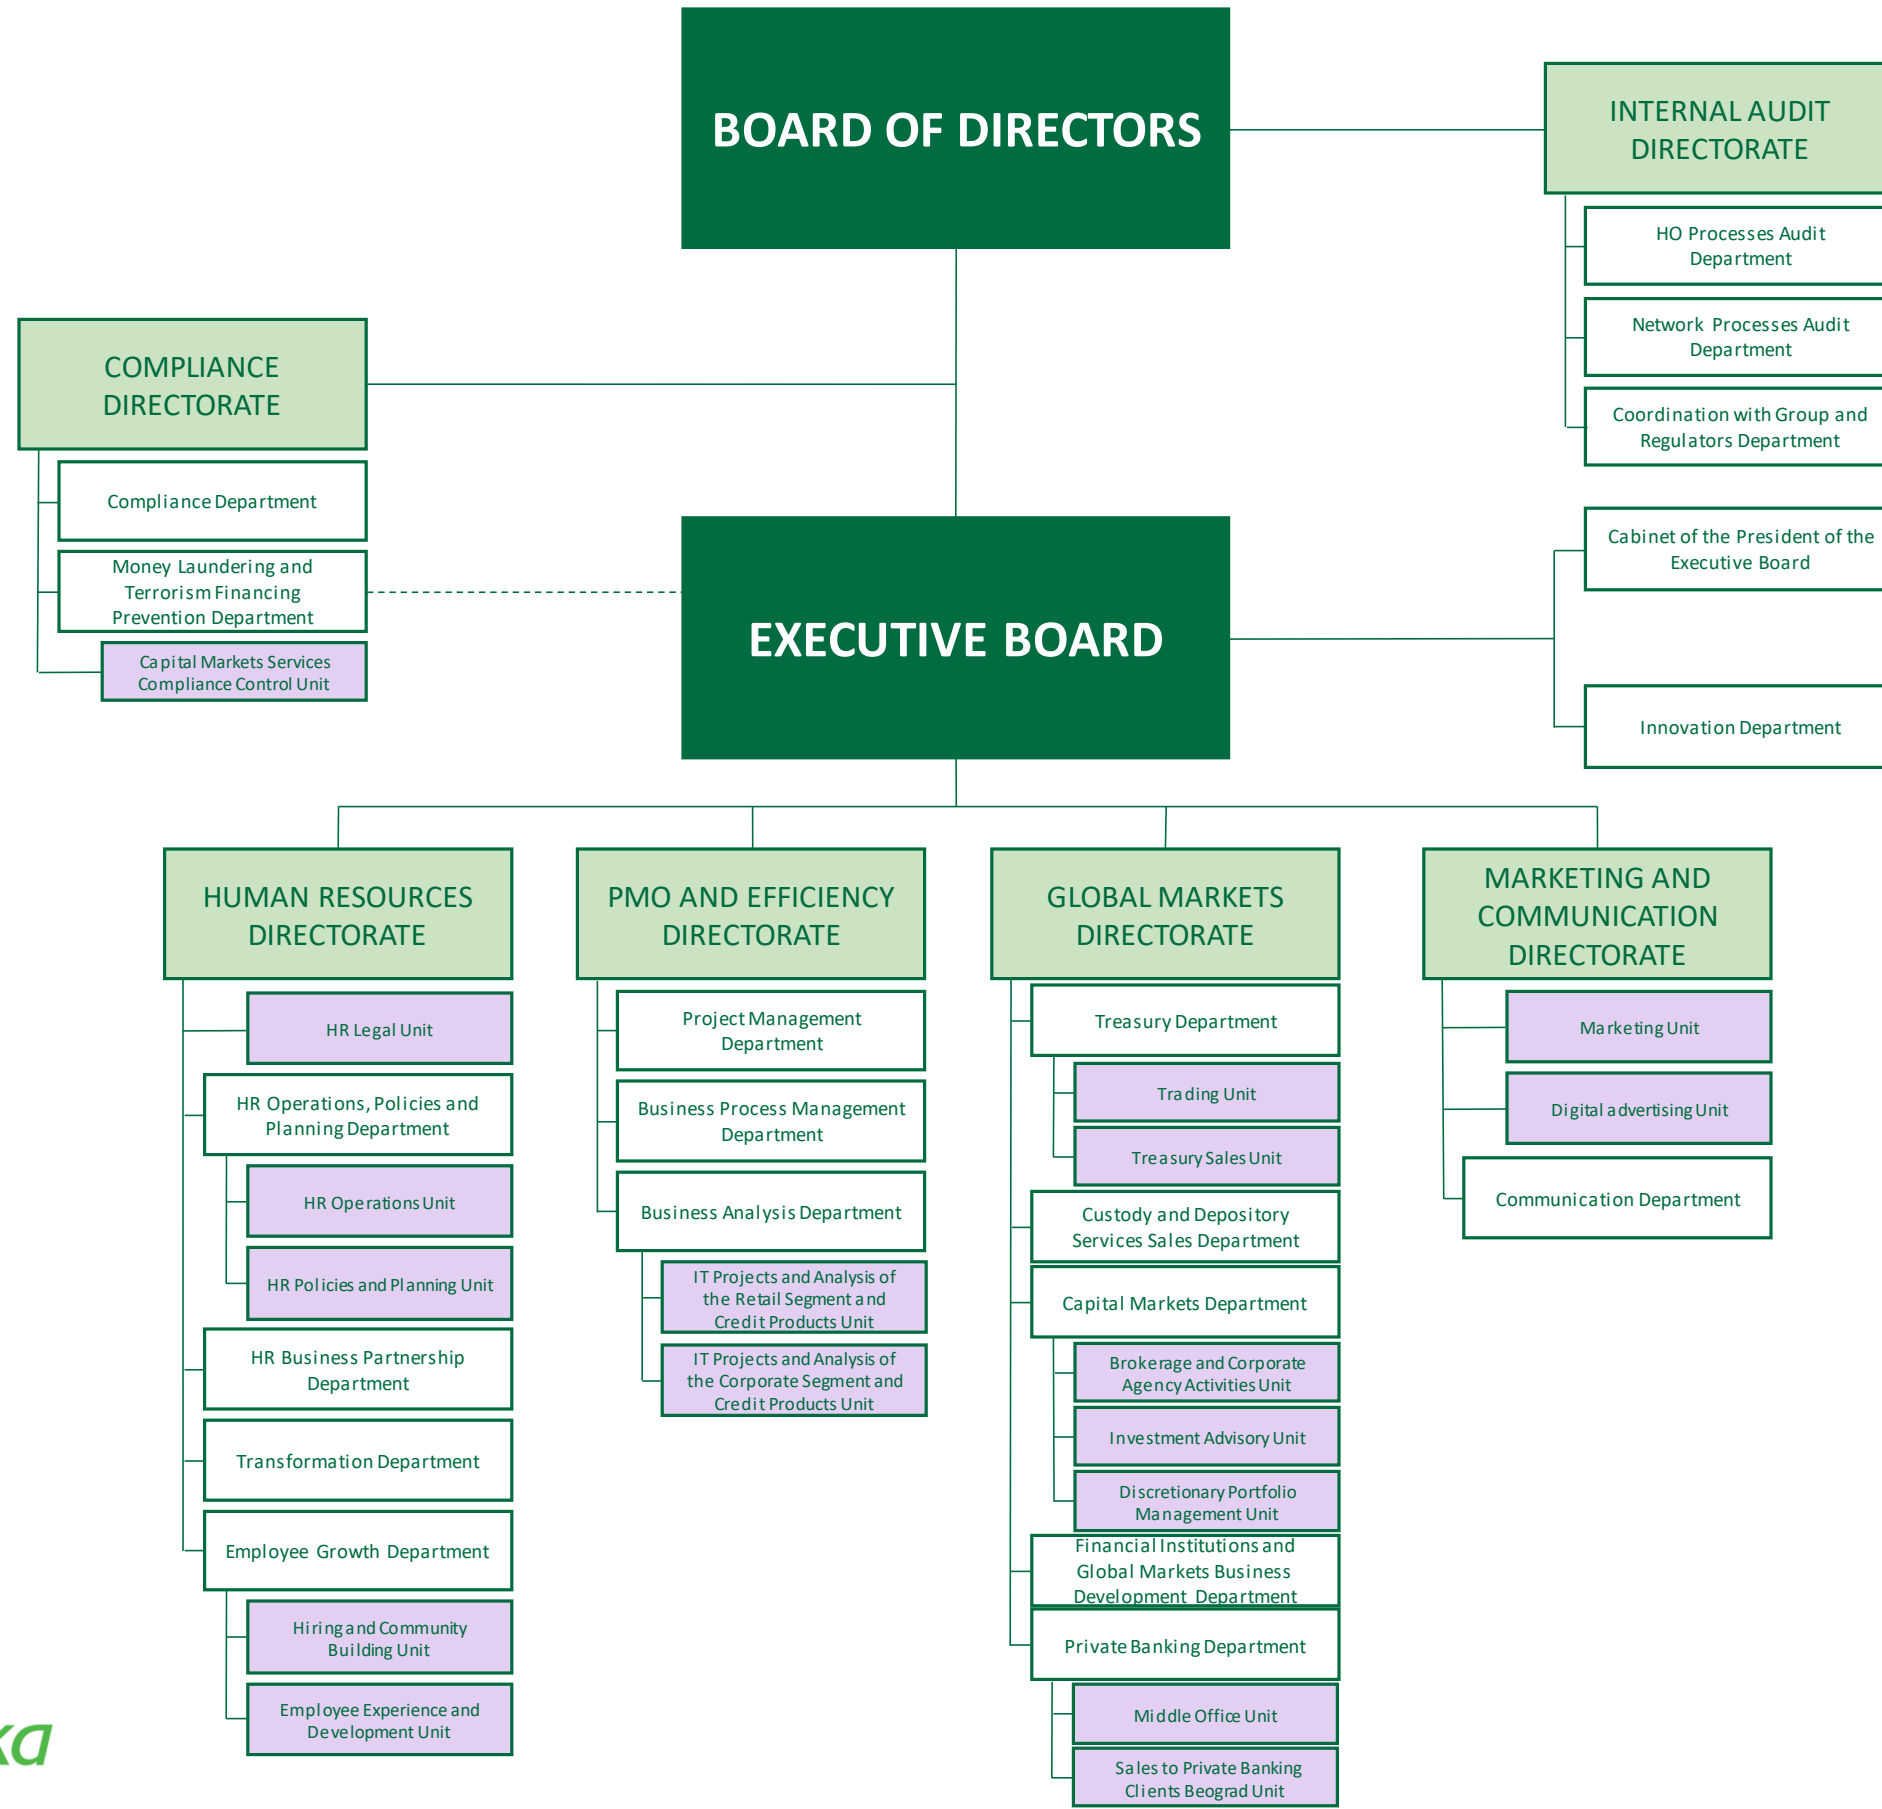 BOARD OF DIRECTORS
INTERNAL AUDIT
DIRECTORATE
HO Processes Audit
Department
Network Processes Audit
Department
Coordination with Group and
Regulators Department
COMPLIANCE
DIRECTORATE
Compliance Department
Money Laundering and
Terrorism Financing
Prevention Department
Capital Markets Services
Compliance Control Unit
EXECUTIVE BOARD
Cabinet of the President of the
Executive Board
Innovation Department
HUMAN RESOURCES
DIRECTORATE
HR Legal Unit
HR Operations, Policies and
Planning Department
HR Operations Unit
HR Policies and Planning Unit
HR Business Partnership
Department
Transformation Department
Employee Growth Department
Hiring and Community
Building Unit
Employee Experience and
Development Unit
PMO AND EFFICIENCY
DIRECTORATE
Project Management
Department
Business Process Management
Department
Business Analysis Department
IT Projects and Analysis of
the Retail Segment and
Credit Products Unit
IT Projects and Analysis of
the Corporate Segment and
Credit Products Unit
GLOBAL MARKETS
DIRECTORATE
Treasury Department
Trading Unit
Treasury Sales Unit
Custody and Depository
Services Sales Department
Capital Markets Department
Brokerage and Corporate
Agency Activities Unit
Investment Advisory Unit
Discretionary Portfolio
Management Unit
Financial Institutions and
Global Markets Business
Development Department
Private Banking Department
Middle Office Unit
Sales to Private Banking
Clients Beograd Unit
MARKETING AND
COMMUNICATION
DIRECTORATE
Marketing Unit
Digital advertising Unit
Communication Department